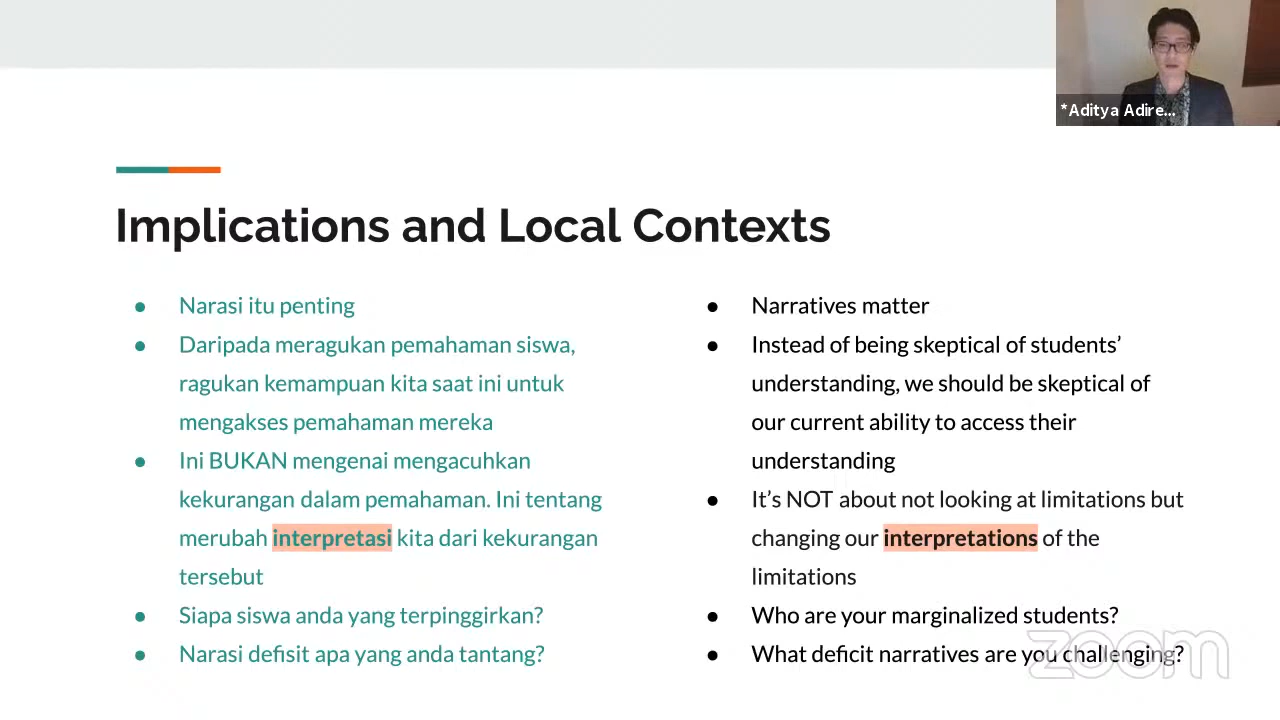 *Aditya Adire...
Implications and Local Contexts
● Narasi itu penting
● Daripada meragukan pemahaman siswa,
ragukan kemampuan kita saat ini untuk
mengakses pemahaman mereka
● Ini BUKAN mengenai mengacuhkan
kekurangan dalam pemahaman. Ini tentang
merubah interpretasi kita dari kekurangan
tersebut
● Siapa siswa anda yang terpinggirkan?
● Narasi defisit apa yang anda tantang?
● Narratives matter
● Instead of being skeptical of students’
understanding, we should be skeptical of
our current ability to access their
understanding
● It’s NOT about not looking at limitations but
changing our interpretations of the
limitations
● Who are your marginalized students?
● What deficit narratives are you challenging?
zoom